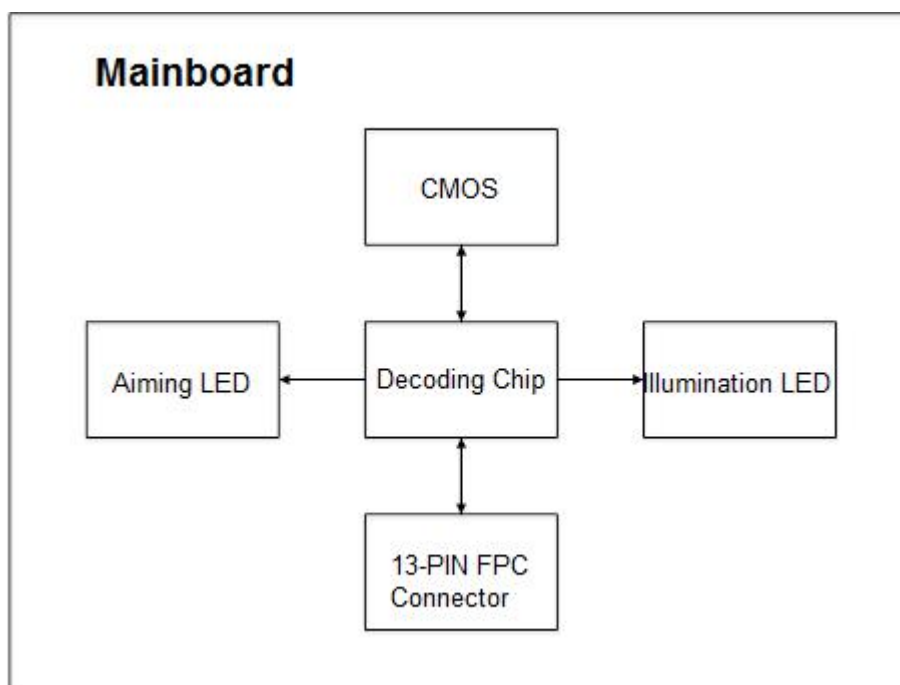 Mainboard
CMOS
Aiming LED
Decoding Chip
Illumination LED
13-PIN FPC
Connector